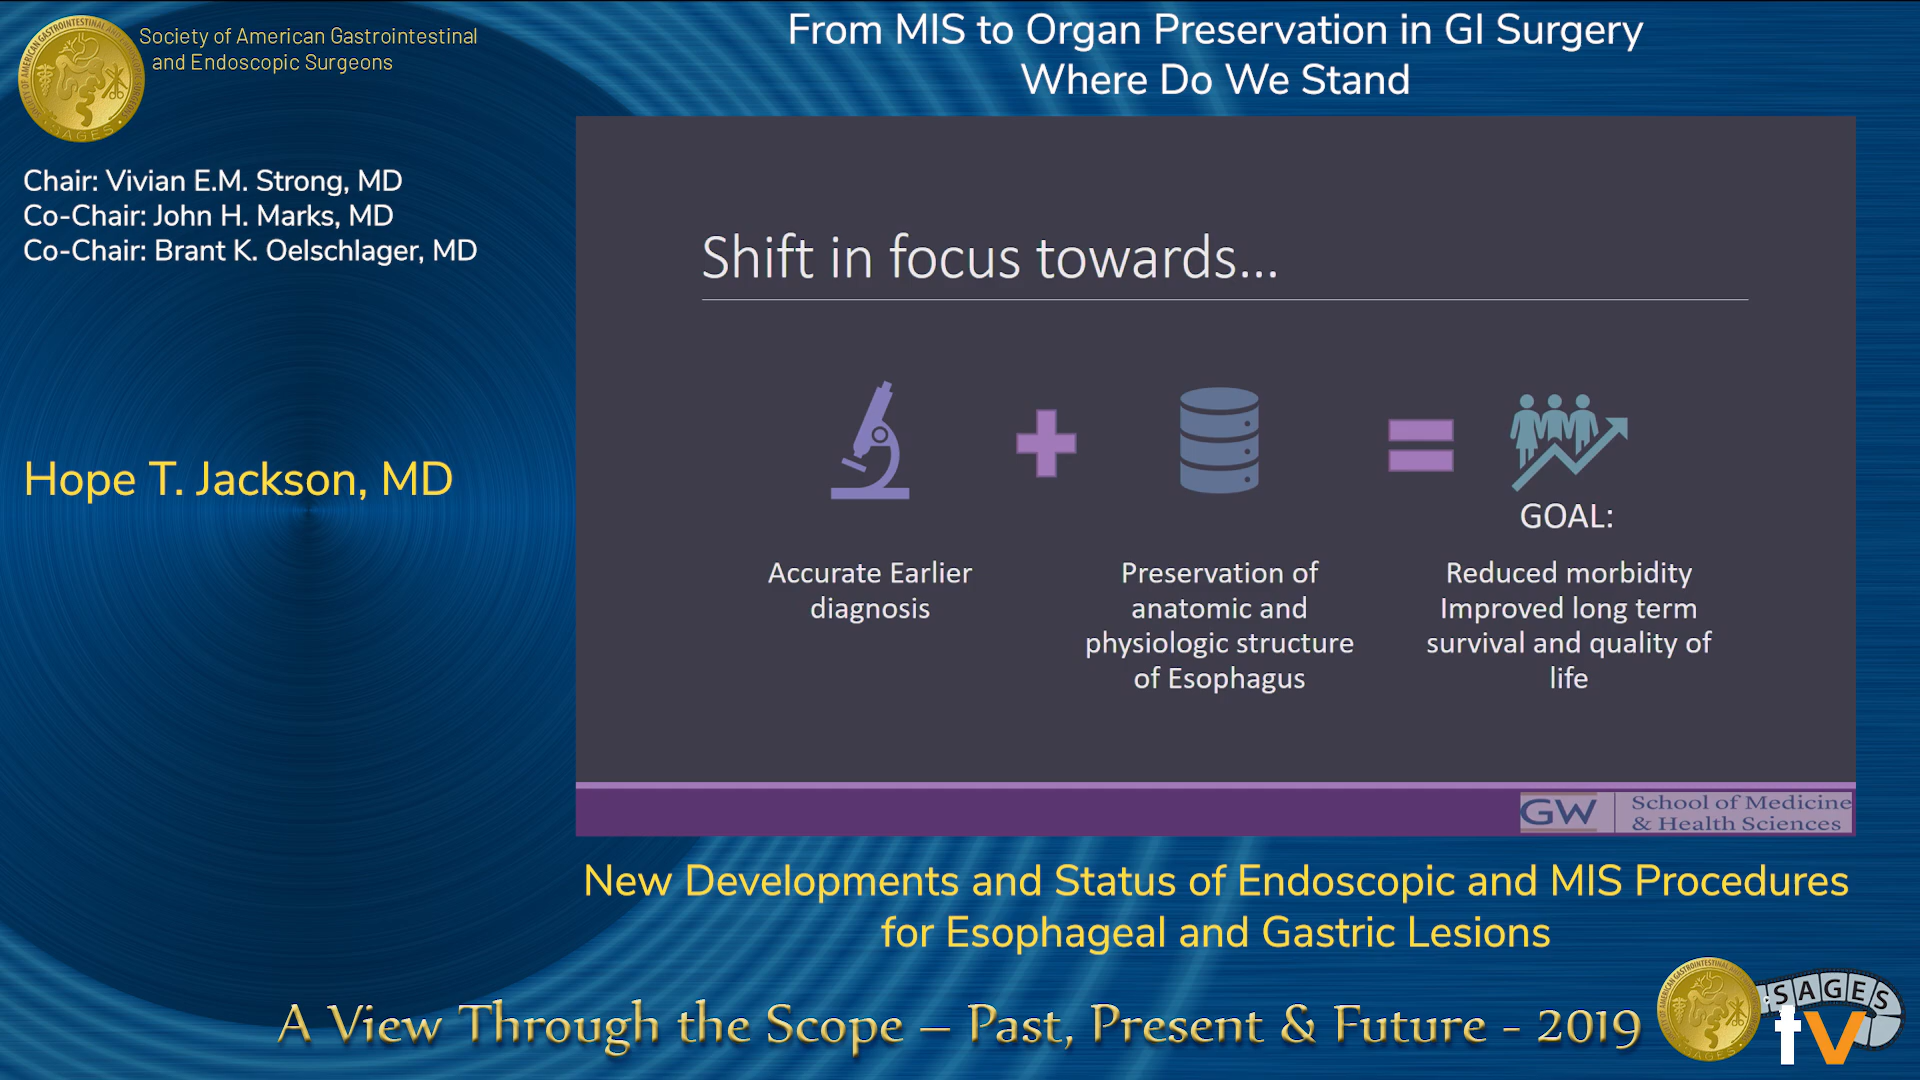 Society of American Gastrointestinal
and Endoscopic Surgeons
From MIS to Organ Preservation in GI Surgery
Where Do We Stand
Chair: Vivian E.M. Strong, MD
Co-Chair: John H. Marks, MD
Co-Chair: Brant K. Oelschlager, MD
Hope T. Jackson, MD
Shift in focus towards...
Accurate Earlier
diagnosis
Preservation of
anatomic and
physiologic structure
of Esophagus
GOAL:
Reduced morbidity
Improved long term
survival and quality of
life
GW
School of Medicine
& Health Sciences
New Developments and Status of Endoscopic and MIS Procedures
for Esophageal and Gastric Lesions
A View Through the Scope – Past, Present & Future - 2019
SAGES
tv